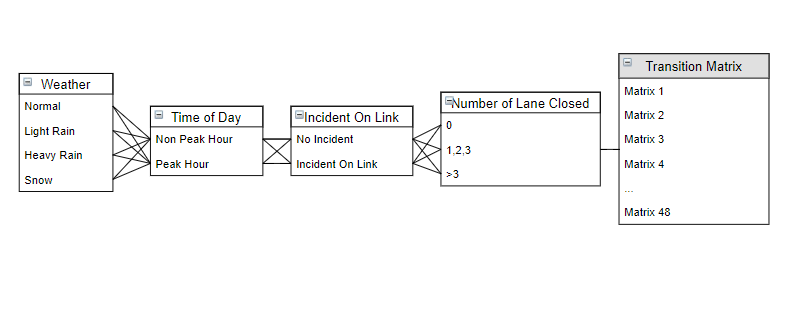 Weather
Normal
Light Rain
Heavy Rain
Snow
Time of Day
Non Peak Hour
Peak Hour
Incident On Link
No Incident
Incident On Link
Number of Lane Closed
0
1,2,3
>3
Transition Matrix
Matrix 1
Matrix 2
Matrix 3
Matrix 4
...
Matrix 48